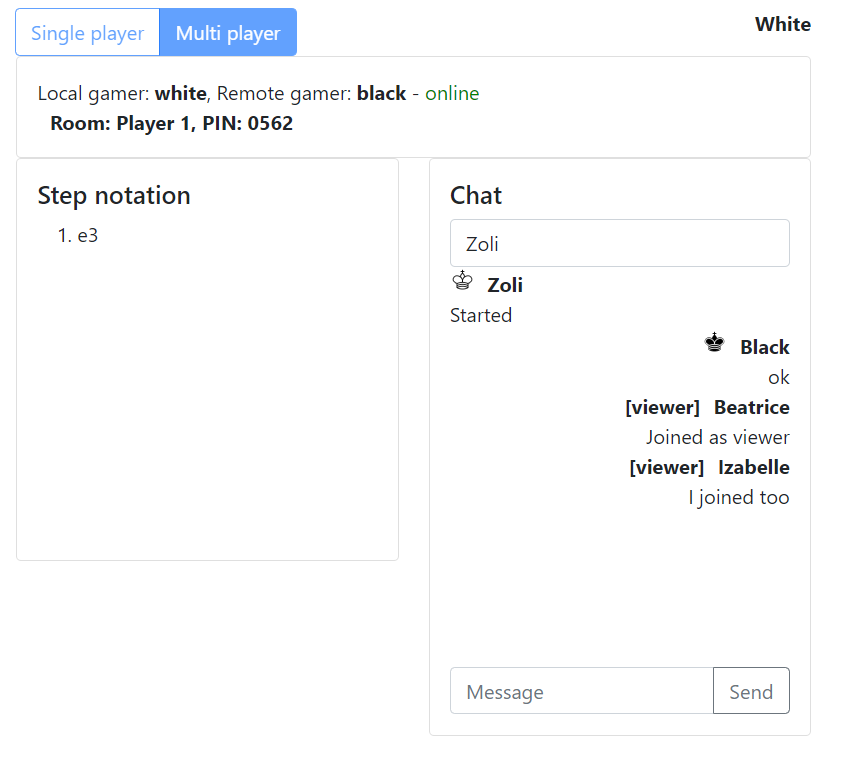 Single player Multi player White
Local gamer: white, Remote gamer: black - online
Room: Player 1, PIN: 0562
Step notation
1. e3
Chat
Zoli
Zoli
Started
Black
ok
[viewer] Beatrice
Joined as viewer
[viewer] Izabelle
I joined too
Message Send